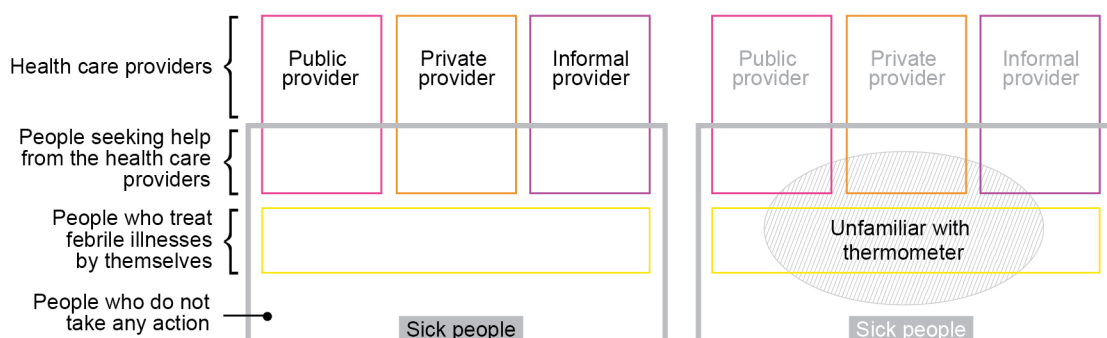 Health care providers
Public
provider
Private
provider
Informal
provider
Public
provider
Private
provider
Informal
provider
People seeking help
from the health care
providers
People who treat
febrile illnesses
by themselves
Unfamiliar with
thermometer
People who do not
take any action
Sick people
Sick people